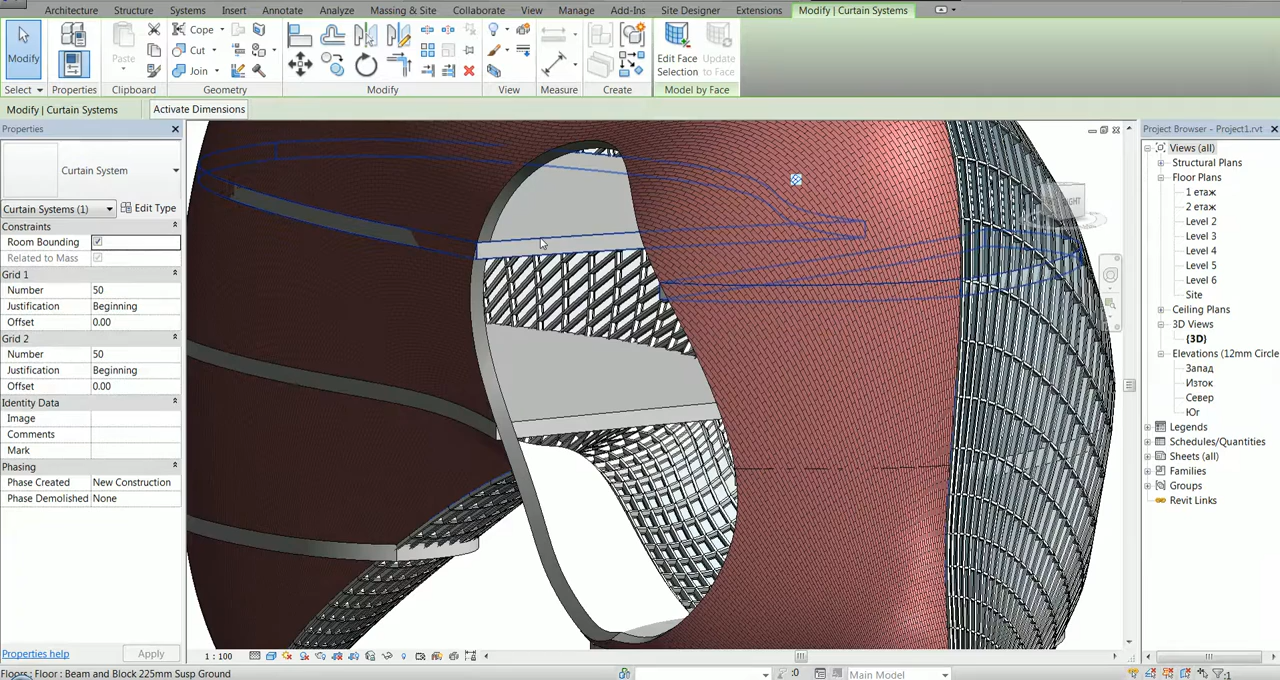 Architecture Structure Systems Insert Annotate Analyze Massing & Site Collaborate View Manage Add-Ins Site Designer Extensions Modify | Curtain Systems
Modify
Paste
Cope
Cut
Join
Edit Face Selection
Update to Face
Select Properties Clipboard Geometry Modify View Measure Create Model by Face
Modify | Curtain Systems Activate Dimensions
Properties
Curtain System
Curtain Systems (1) Edit Type
Constraints
Room Bounding
Related to Mass
Grid 1
Number 50
Justification Beginning
Offset 0.00
Grid 2
Number 50
Justification Beginning
Offset 0.00
Identity Data
Image
Comments
Mark
Phasing
Phase Created New Construction
Phase Demolished None
Properties help Apply
RIGHT
Project Browser - Project1.rvt
Views (all)
Structural Plans
Floor Plans
1 етаж
2 етаж
Level 2
Level 3
Level 4
Level 5
Level 6
Site
Ceiling Plans
3D Views
(3D)
Elevations (12mm Circle
Запад
Изток
Север
Юг
Legends
Schedules/Quantities
Sheets (all)
Families
Groups
Revit Links
1 : 100
Floors : Floor : Beam and Block 225mm Susp Ground
:0 Main Model :1